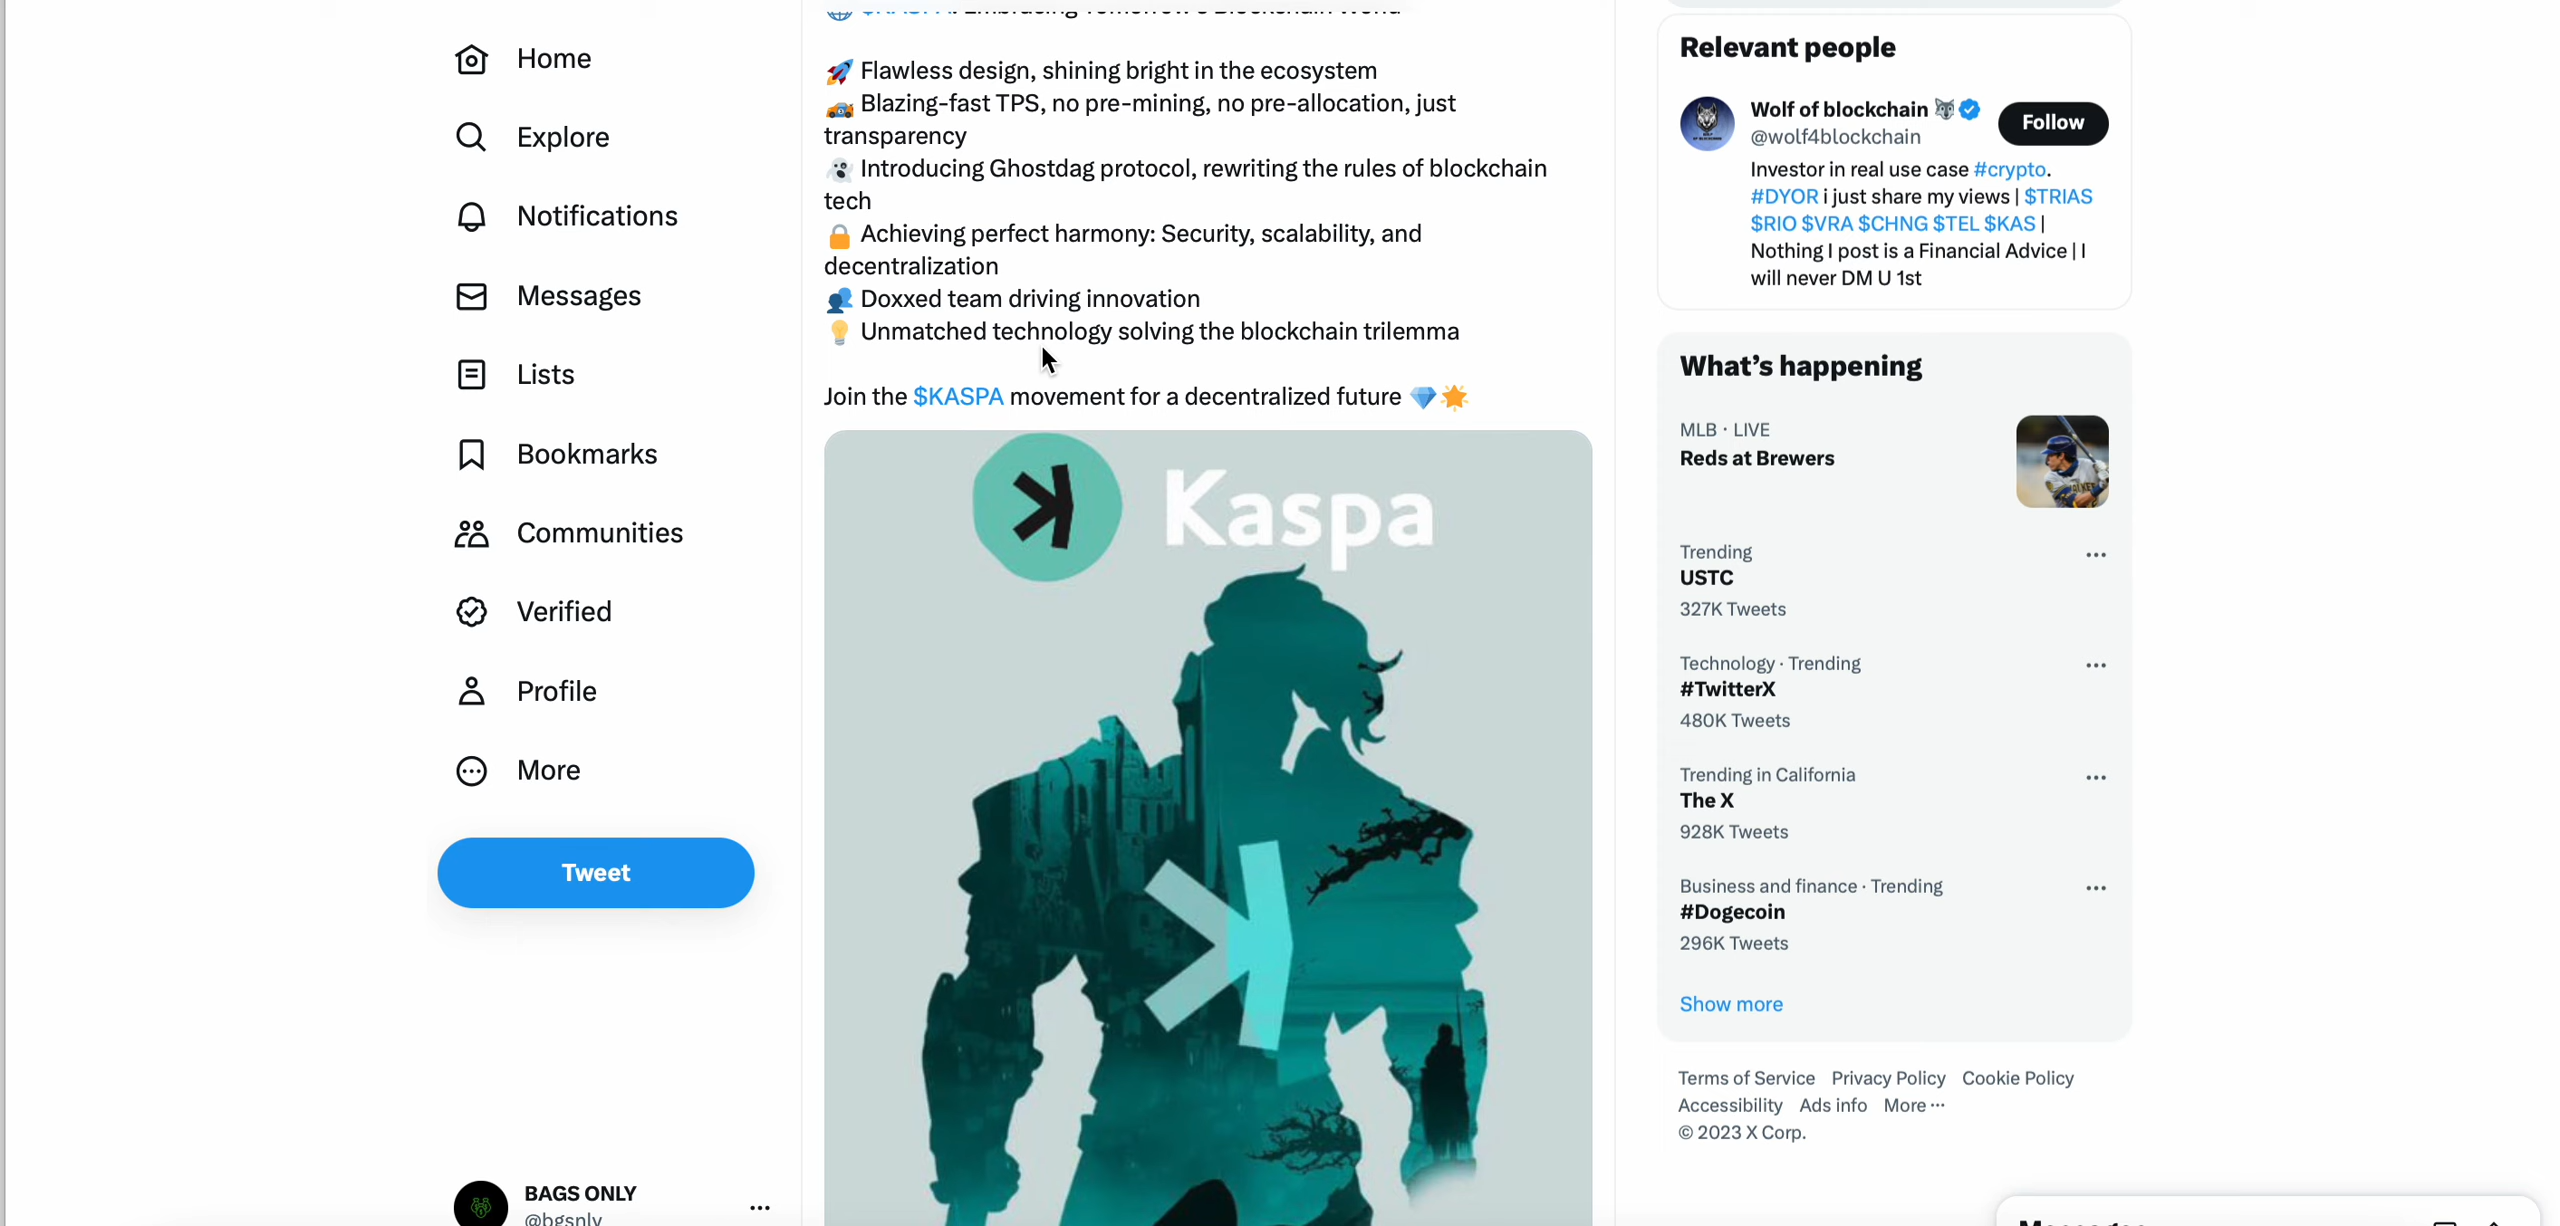 Home
Explore
Notifications
Messages
Lists
Bookmarks
Communities
Verified
Profile
More
Tweet
BAGS ONLY
@bgsnly
$KASPA: Embracing Tomorrow's Blockchain World
🚀 Flawless design, shining bright in the ecosystem
🏎️ Blazing-fast TPS, no pre-mining, no pre-allocation, just
transparency
👻 Introducing Ghostdag protocol, rewriting the rules of blockchain
tech
🔒 Achieving perfect harmony: Security, scalability, and
decentralization
👥 Doxxed team driving innovation
💡 Unmatched technology solving the blockchain trilemma
Join the $KASPA movement for a decentralized future 💎🌟
Kaspa
Relevant people
Wolf of blockchain 🐺
@wolf4blockchain
Follow
Investor in real use case #crypto.
#DYOR i just share my views | $TRIAS
$RIO $VRA $CHNG $TEL $KAS |
Nothing I post is a Financial Advice | I
will never DM U 1st
What's happening
MLB · LIVE
Reds at Brewers
Trending
USTC
327K Tweets
Technology · Trending
#TwitterX
480K Tweets
Trending in California
The X
928K Tweets
Business and finance · Trending
#Dogecoin
296K Tweets
Show more
Terms of Service Privacy Policy Cookie Policy
Accessibility Ads info More ···
© 2023 X Corp.
Messages